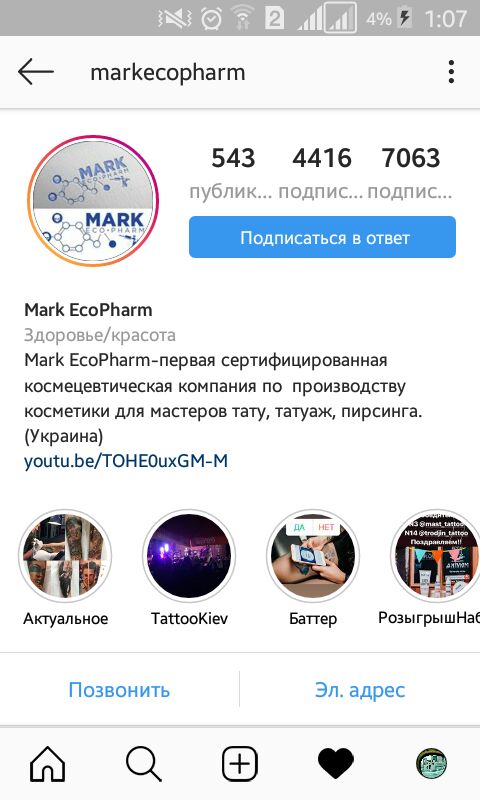 2
4%
1:07
markecopharm
MARK
ECO·PHARM
MARK
ECO·PHARM
543 4416 7063
публик... подпис... подпис...
Подписаться в ответ
Mark EcoPharm
Здоровье/красота
Mark EcoPharm-первая сертифицированная
космецевтическая компания по производству
косметики для мастеров тату, татуаж, пирсинга.
(Украина)
youtu.be/TOHE0uxGM-M
ДА НЕТ
N3 @mast_tattoo
N14 @trodjin_tattoo
Поздравляем!!
Актуальное
TattooKiev
Баттер
РозыгрышНаб
Позвонить
Эл. адрес